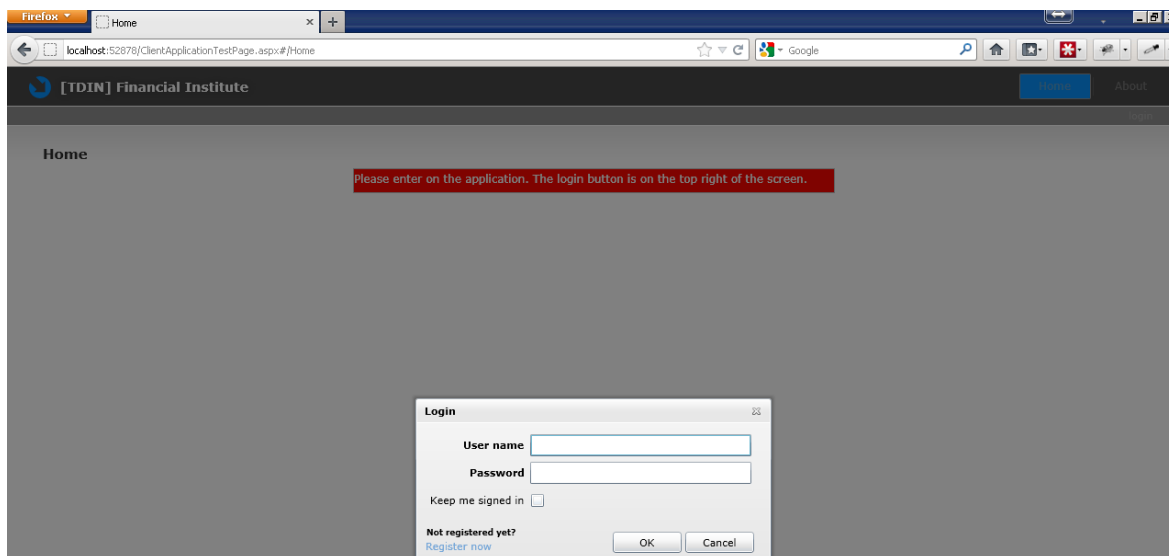 Firefox
Home
localhost:52878/ClientApplicationTestPage.aspx#/Home
Google
[TDIN] Financial Institute
Home
About
login
Home
Please enter on the application. The login button is on the top right of the screen.
Login
User name
Password
Keep me signed in
Not registered yet?
Register now
OK
Cancel